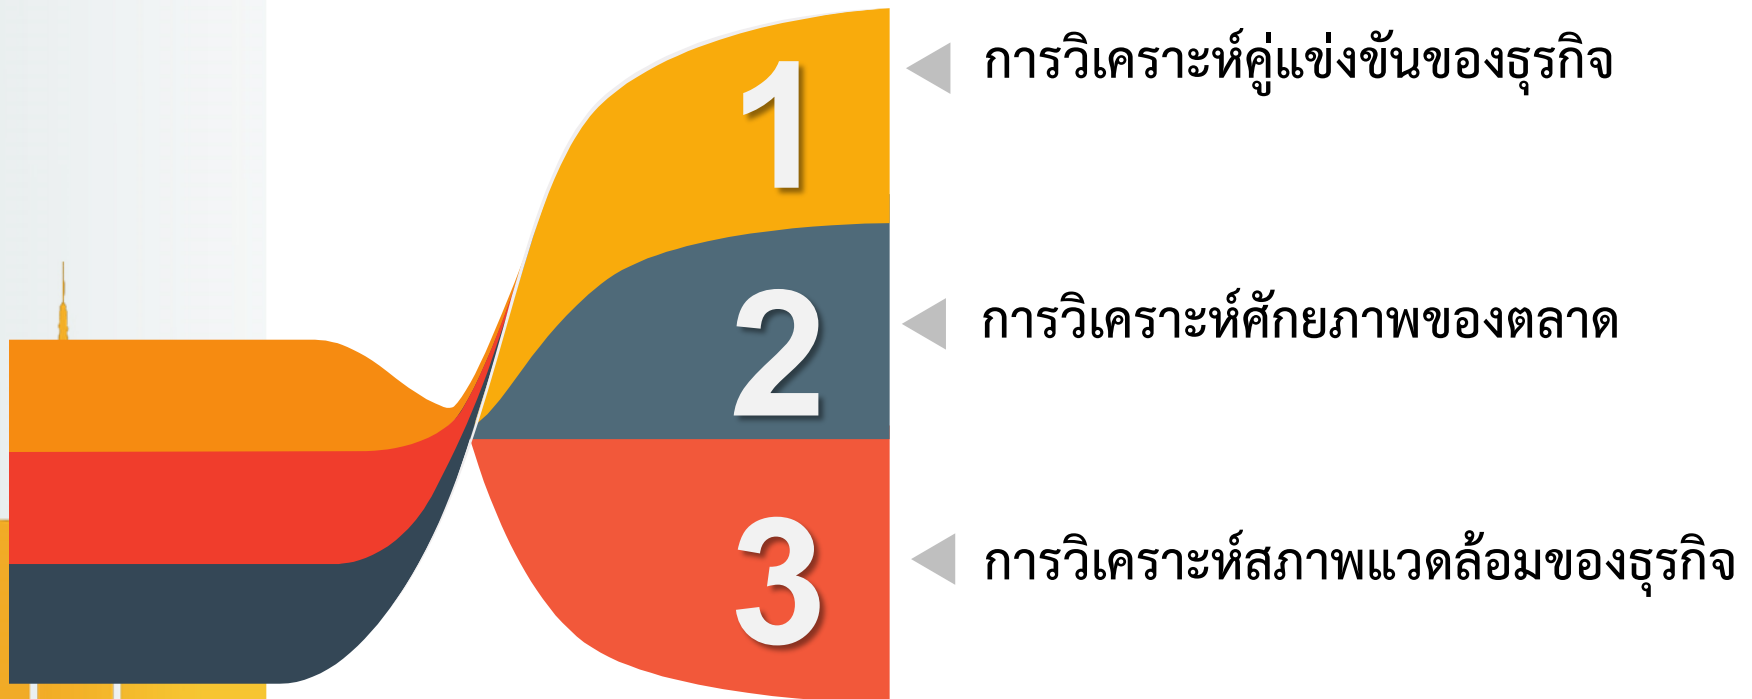 1
การวิเคราะห์คู่แข่งขันของธุรกิจ
2
การวิเคราะห์ศักยภาพของตลาด
3
การวิเคราะห์สภาพแวดล้อมของธุรกิจ